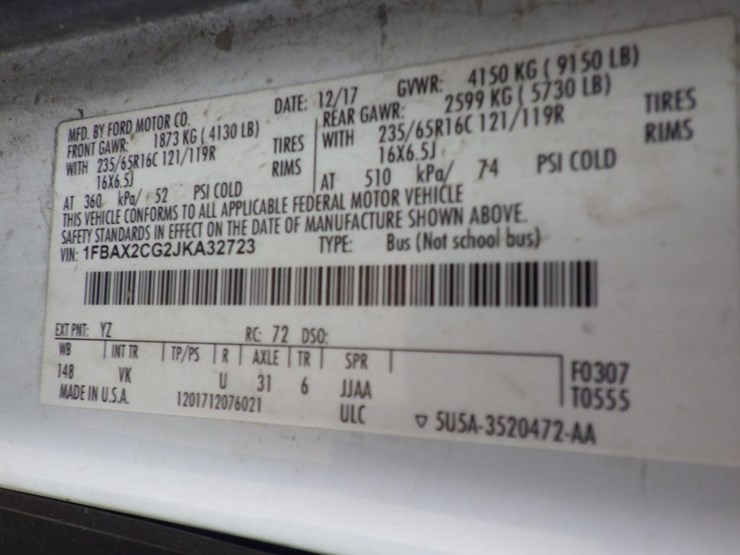 MFD. BY FORD MOTOR CO. DATE: 12/17 GVWR: 4150 KG ( 9150 LB)
FRONT GAWR: 1873 KG ( 4130 LB) REAR GAWR: 2599 KG ( 5730 LB)
WITH 235/65R16C 121/119R TIRES WITH 235/65R16C 121/119R TIRES
16X6.5J RIMS 16X6.5J RIMS
AT 360 kPa/ 52 PSI COLD AT 510 kPa/ 74 PSI COLD
THIS VEHICLE CONFORMS TO ALL APPLICABLE FEDERAL MOTOR VEHICLE
SAFETY STANDARDS IN EFFECT ON THE DATE OF MANUFACTURE SHOWN ABOVE.
VIN: 1FBAX2CG2JKA32723 TYPE: Bus (Not school bus)
EXT PNT: YZ RC: 72 DSO:
WB INT TR TP/PS R AXLE TR SPR F0307
148 VK U 31 6 JJAA T0555
MADE IN U.S.A. 1201712076021 ULC ▽ 5U5A-3520472-AA